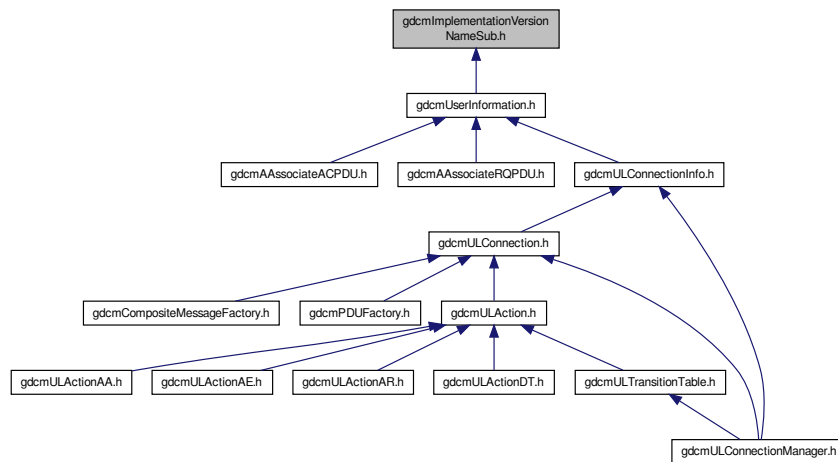 gdcmImplementationVersion
NameSub.h
gdcmUserInformation.h
gdcmAAssociateACPDU.h
gdcmAAssociateRQPDU.h
gdcmULConnectionInfo.h
gdcmULConnection.h
gdcmCompositeMessageFactory.h
gdcmPDUFactory.h
gdcmULAction.h
gdcmULActionAA.h
gdcmULActionAE.h
gdcmULActionAR.h
gdcmULActionDT.h
gdcmULTransitionTable.h
gdcmULConnectionManager.h